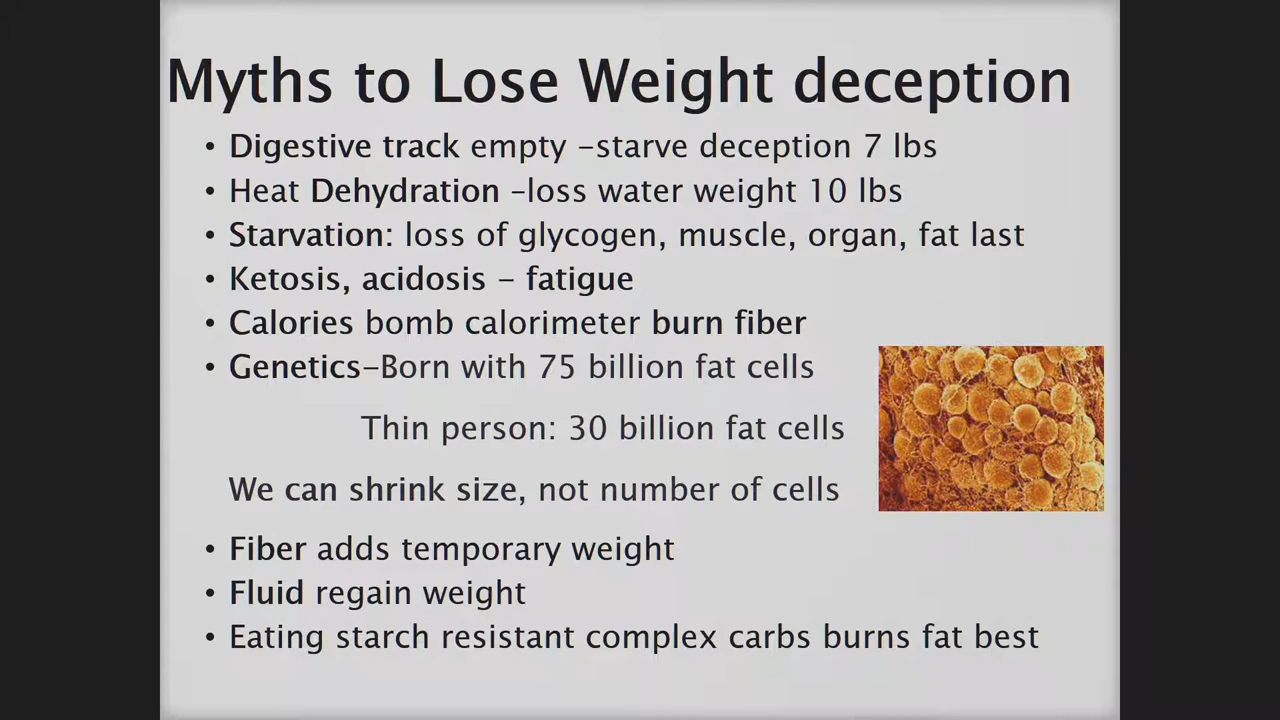 Myths to Lose Weight deception
• Digestive track empty –starve deception 7 lbs
• Heat Dehydration –loss water weight 10 lbs
• Starvation: loss of glycogen, muscle, organ, fat last
• Ketosis, acidosis – fatigue
• Calories bomb calorimeter burn fiber
• Genetics–Born with 75 billion fat cells
Thin person: 30 billion fat cells
We can shrink size, not number of cells
• Fiber adds temporary weight
• Fluid regain weight
• Eating starch resistant complex carbs burns fat best